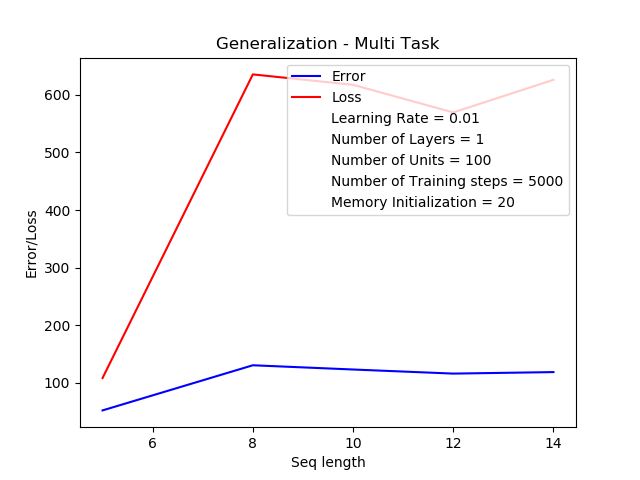 Generalization - Multi Task
Error
Loss
Learning Rate = 0.01
Number of Layers = 1
Number of Units = 100
Number of Training steps = 5000
Memory Initialization = 20
Error/Loss
600
500
400
300
200
100
6 8 10 12 14
Seq length